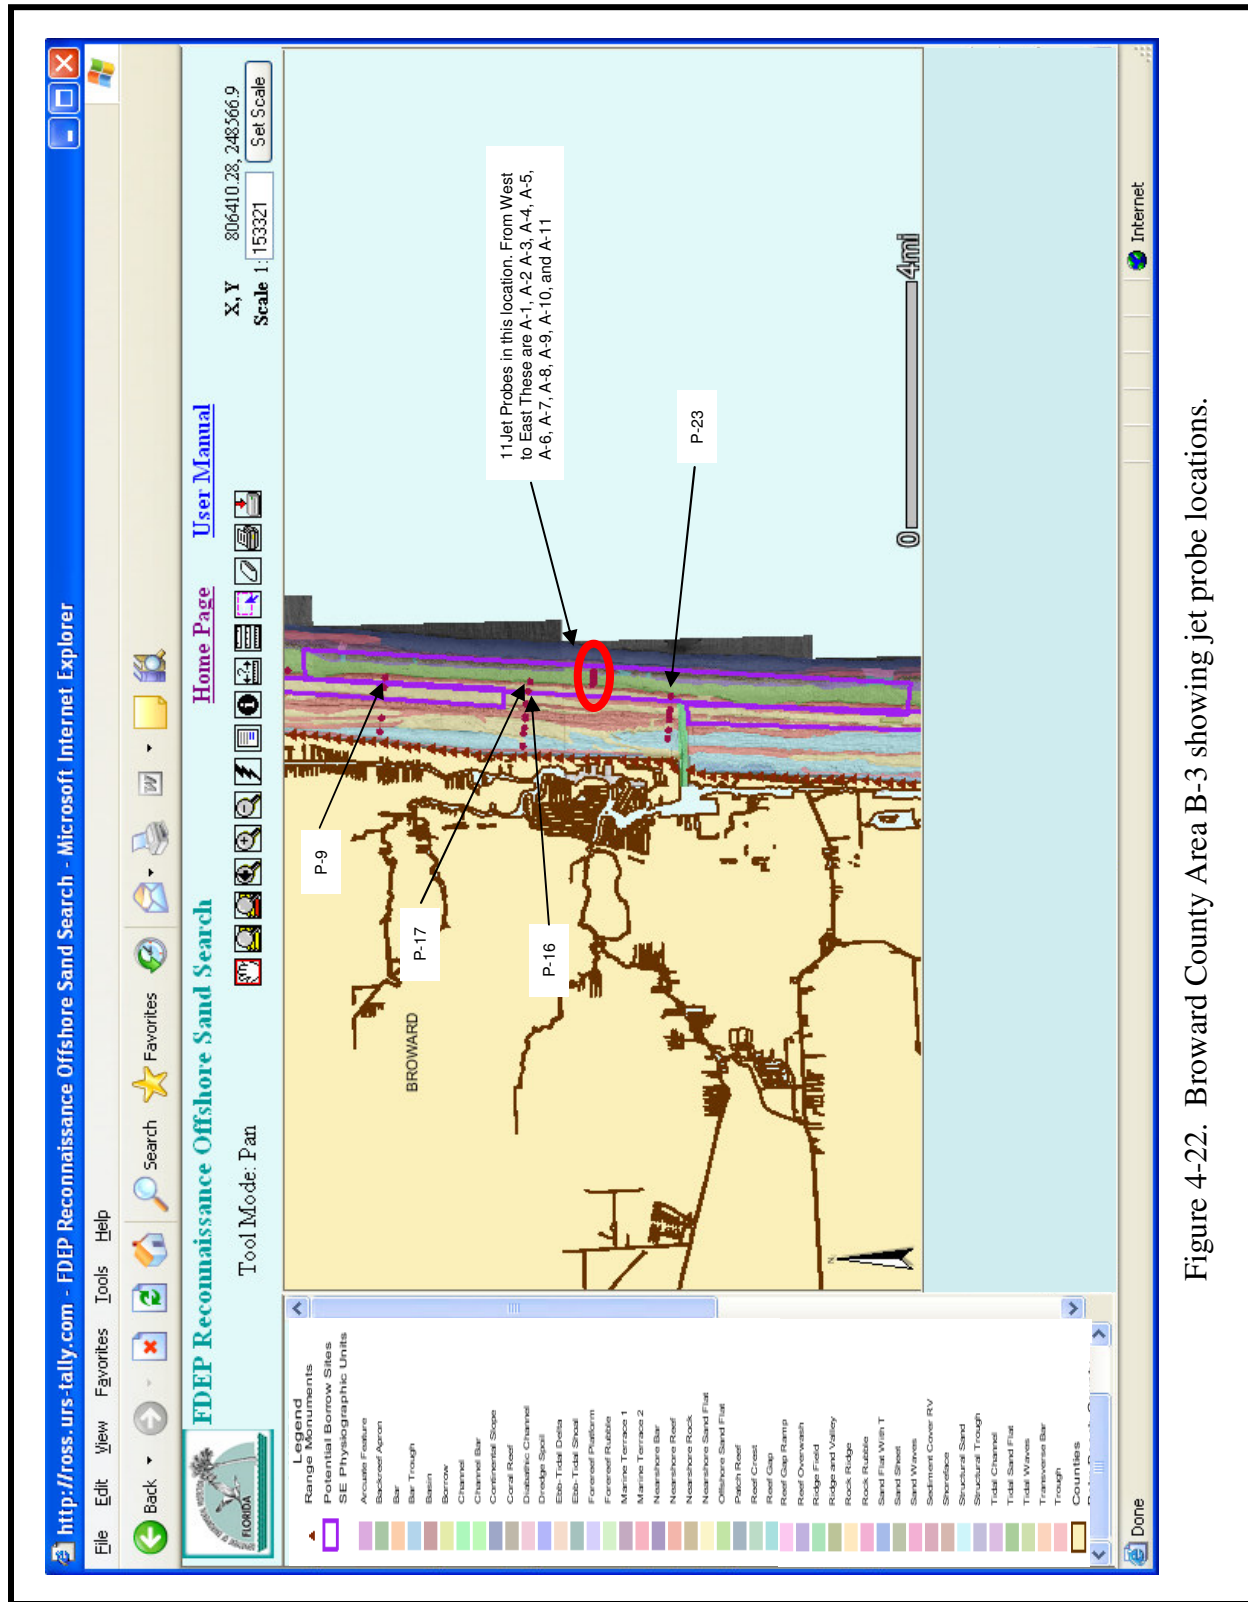 http://ross.urs-tally.com - FDEP Reconnaissance Offshore Sand Search - Microsoft Internet Explorer
File Edit View Favorites Tools Help
Back Search Favorites
FLORIDA
FDEP Reconnaissance Offshore Sand Search
Home Page
User Manual
Tool Mode: Pan
X, Y 806410.28, 248566.9
Scale 1: 153321
Set Scale
Legend
Range Monuments
Potential Borrow Sites
SE Physiographic Units
Arcuate Feature
Backreef Apron
Bar
Bar Trough
Basin
Borrow
Channel
Channel Bar
Continental Slope
Coral Reef
Diabathic Channel
Dredge Spoil
Ebb-Tidal Delta
Ebb-Tidal Shoal
Forereef Platform
Forereef Rubble
Marine Terrace 1
Marine Terrace 2
Nearshore Bar
Nearshore Reef
Nearshore Rock
Nearshore Sand Flat
Offshore Sand Flat
Patch Reef
Reef Crest
Reef Gap
Reef Gap Ramp
Reef Overwash
Ridge Field
Ridge and Valley
Rock Ridge
Rock Rubble
Sand Flat With T
Sand Sheet
Sand Waves
Sediment Cover RV
Shoreface
Structural Sand
Structural Trough
Tidal Channel
Tidal Sand Flat
Tidal Waves
Transverse Bar
Trough
Counties
BROWARD
P-9
P-17
P-16
11Jet Probes in this location. From West
to East These are A-1, A-2 A-3, A-4, A-5,
A-6, A-7, A-8, A-9, A-10, and A-11
P-23
N
0 4mi
Done
Internet
Figure 4-22. Broward County Area B-3 showing jet probe locations.